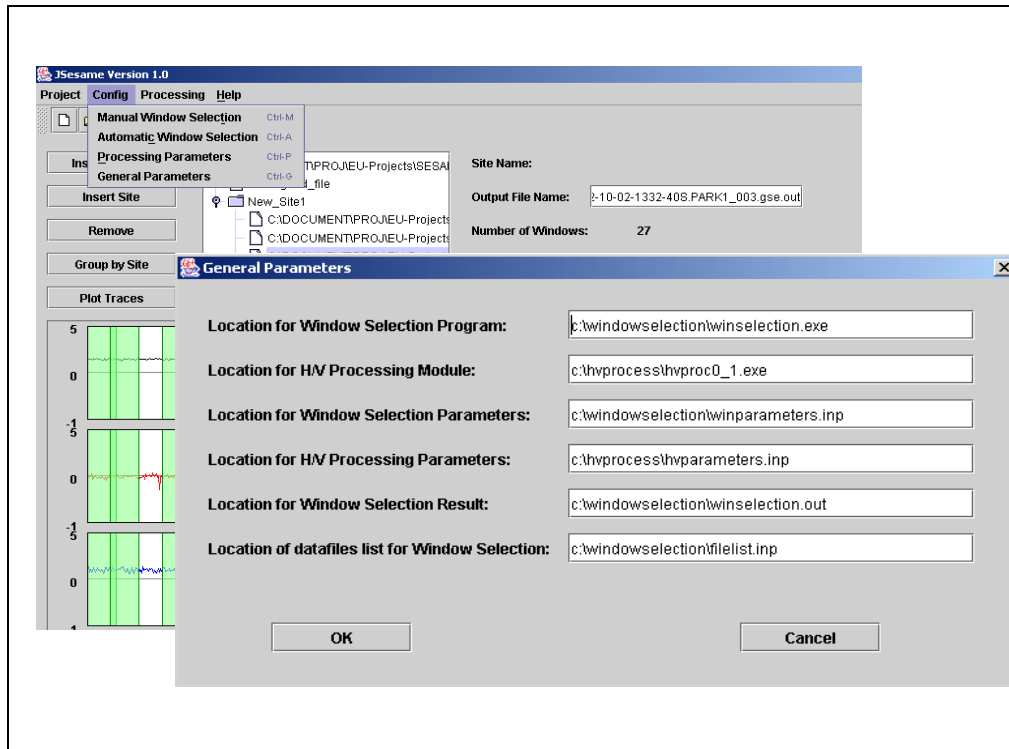 JSesame Version 1.0
Project Config Processing Help
Manual Window Selection Ctrl-M
Automatic Window Selection Ctrl-A
Processing Parameters Ctrl-P
General Parameters Ctrl-G
Ins
Insert Site
Remove
Group by Site
Plot Traces
T\PROJ\EU-Projects\SESA
d_file
New_Site1
C:\DOCUMENT\PROJ\EU-Projects
C:\DOCUMENT\PROJ\EU-Projects
Site Name:
Output File Name: 2-10-02-1332-40S.PARK1_003.gse.out
Number of Windows: 27
General Parameters
Location for Window Selection Program: c:\windowselection\winselection.exe
Location for H/V Processing Module: c:\hvprocess\hvproc0_1.exe
Location for Window Selection Parameters: c:\windowselection\winparameters.inp
Location for H/V Processing Parameters: c:\hvprocess\hvparameters.inp
Location for Window Selection Result: c:\windowselection\winselection.out
Location of datafiles list for Window Selection: c:\windowselection\filelist.inp
OK Cancel
5
0
-1
5
0
-1
5
0